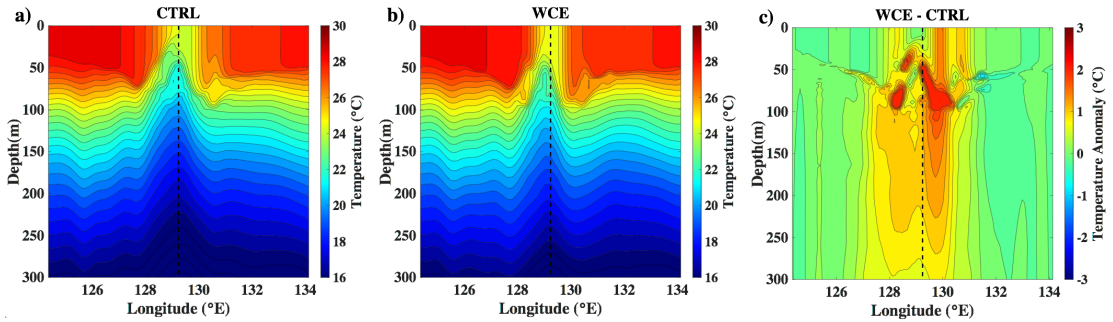 a) CTRL
0
50
100
150
200
250
300
Depth(m)
126 128 130 132 134
Longitude (°E)
30
28
26
24
22
20
18
16
Temperature (°C)
b) WCE
0
50
100
150
200
250
300
Depth(m)
126 128 130 132 134
Longitude (°E)
30
28
26
24
22
20
18
16
Temperature (°C)
c) WCE - CTRL
0
50
100
150
200
250
300
Depth(m)
126 128 130 132 134
Longitude (°E)
3
2
1
0
-1
-2
-3
Temperature Anomaly (°C)